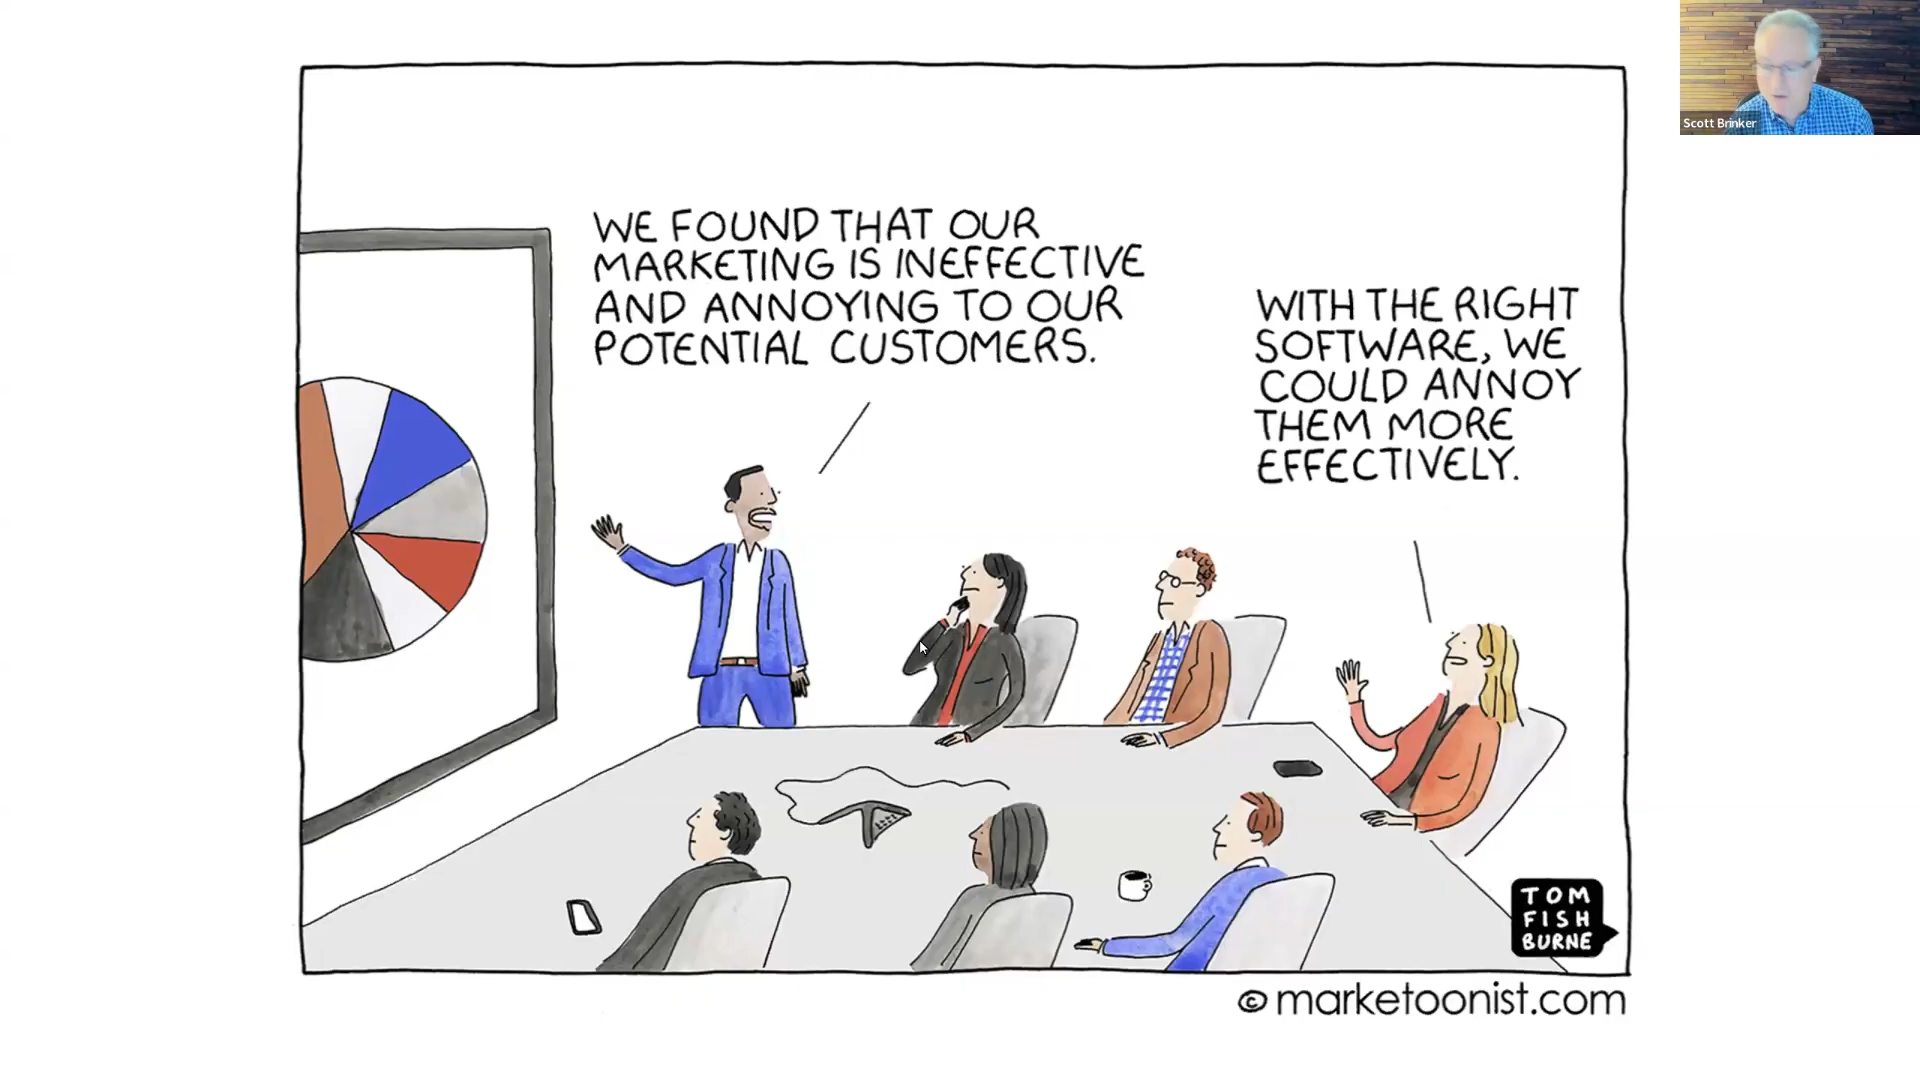 Scott Brinker
WE FOUND THAT OUR
MARKETING IS INEFFECTIVE
AND ANNOYING TO OUR
POTENTIAL CUSTOMERS.
WITH THE RIGHT
SOFTWARE, WE
COULD ANNOY
THEM MORE
EFFECTIVELY.
TOM
FISH
BURNE
© marketoonist.com